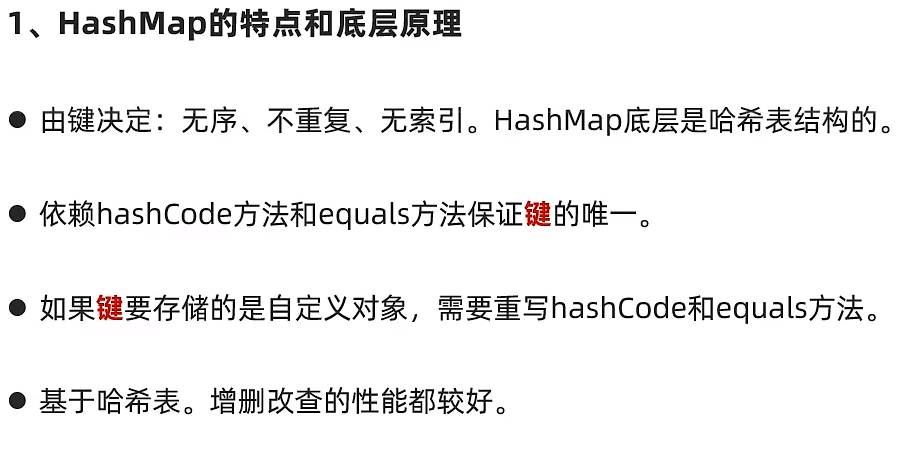 1、HashMap的特点和底层原理
● 由键决定：无序、不重复、无索引。HashMap底层是哈希表结构的。
● 依赖hashCode方法和equals方法保证键的唯一。
● 如果键要存储的是自定义对象，需要重写hashCode和equals方法。
● 基于哈希表。增删改查的性能都较好。